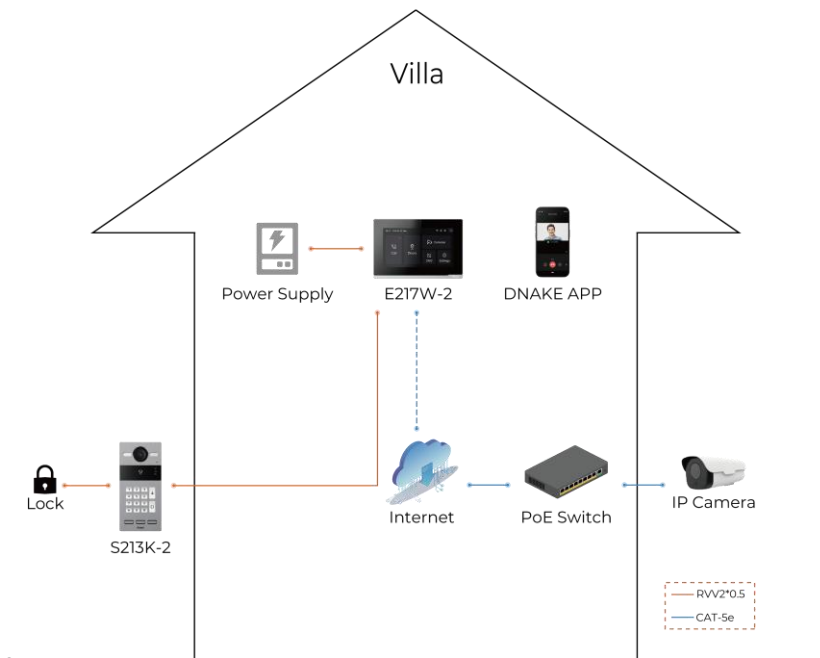 Villa
Power Supply
E217W-2
DNAKE APP
Lock
S213K-2
Internet
PoE Switch
IP Camera
RVV2*0.5
CAT-5e